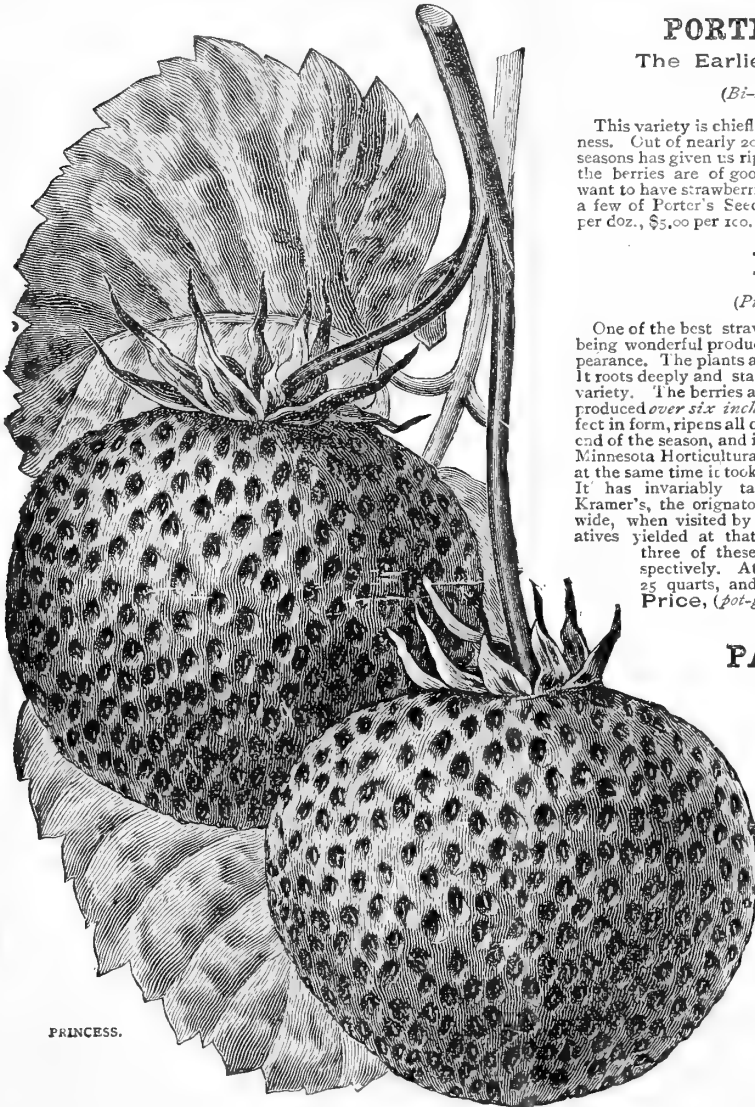 PORT
The Earlie
(Bi-
This variety is chiefl
ness. Out of nearly 20
seasons has given us rip
the berries are of goo
want to have strawberr
a few of Porter's Seed
per doz., $5.00 per 100.
(Pi
One of the best straw
being wonderful produc
pearance. The plants a
It roots deeply and sta
variety. The berries a
produced over six inch
fect in form, ripens all
end of the season, and i
Minnesota Horticultura
at the same time it took
It has invariably ta
Kramer's, the orignato
wide, when visited by
atives yielded at that
three of these
spectively. At
25 quarts, and
Price, (pot-
PA
PRINCESS.